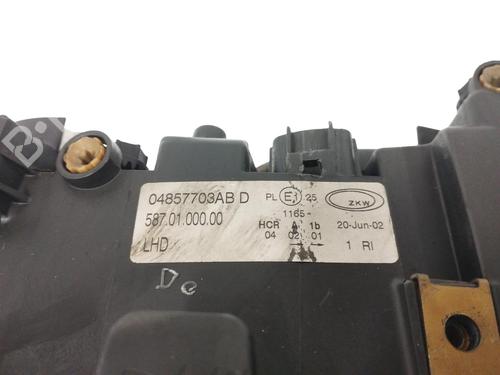 04857703AB D
587.01.000.00
LHD
PL E1 25
1165
HCR A 1b
04 02 01
ZKW
20-Jun-02
1 RI
De